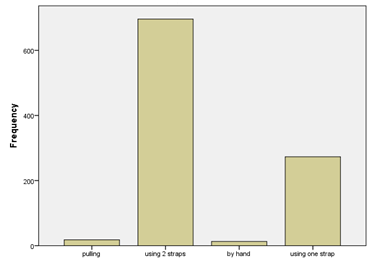 Frequency
600
400
200
0
pulling
using 2 straps
by hand
using one strap